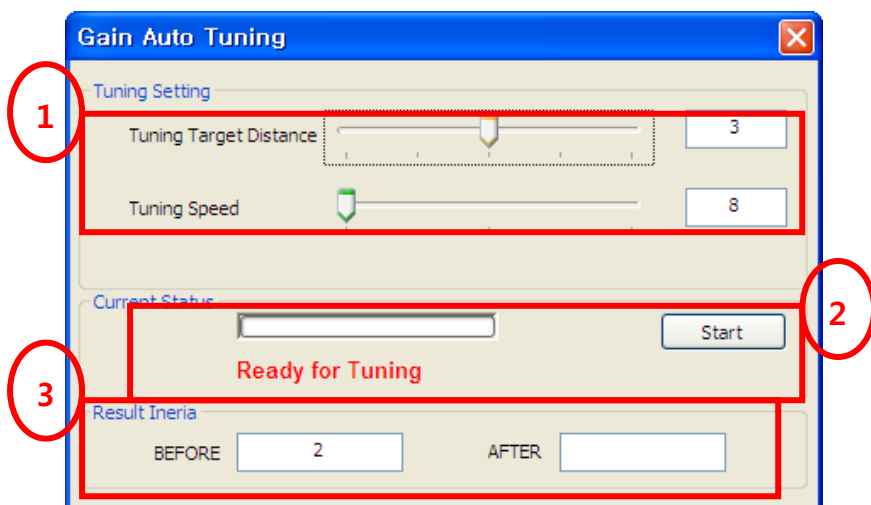 Gain Auto Tuning
1
Tuning Setting
Tuning Target Distance 3
Tuning Speed 8
Current Status
2
Start
Ready for Tuning
3
Result Ineria
BEFORE 2 AFTER